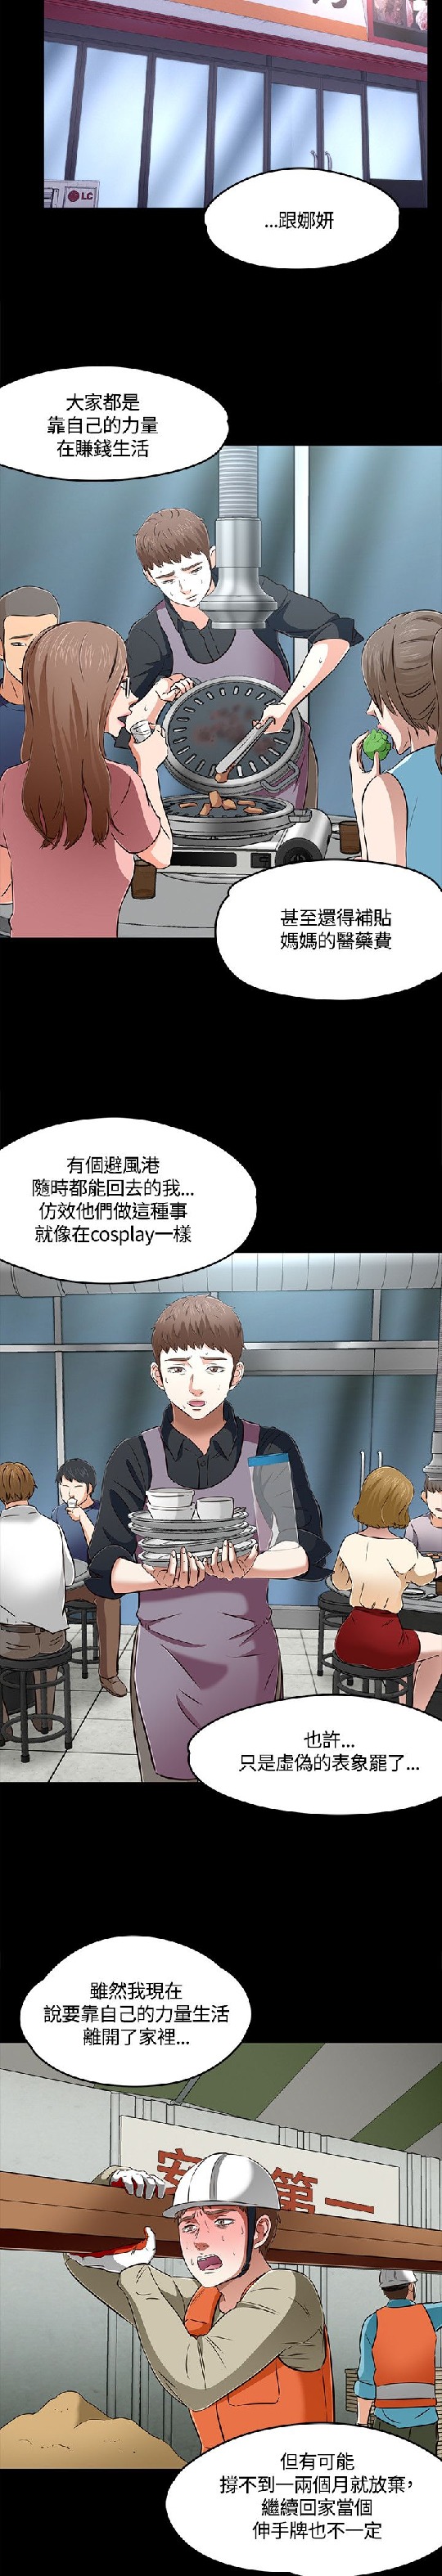 LC
...跟娜妍
大家都是
靠自己的力量
在賺錢生活
甚至還得補貼
媽媽的醫藥費
有個避風港
隨時都能回去的我...
仿效他們做這種事
就像在cosplay一樣
也許...
只是虛偽的表象罷了...
雖然我現在
說要靠自己的力量生活
離開了家裡...
安 第一
但有可能
撐不到一兩個月就放棄，
繼續回家當個
伸手牌也不一定